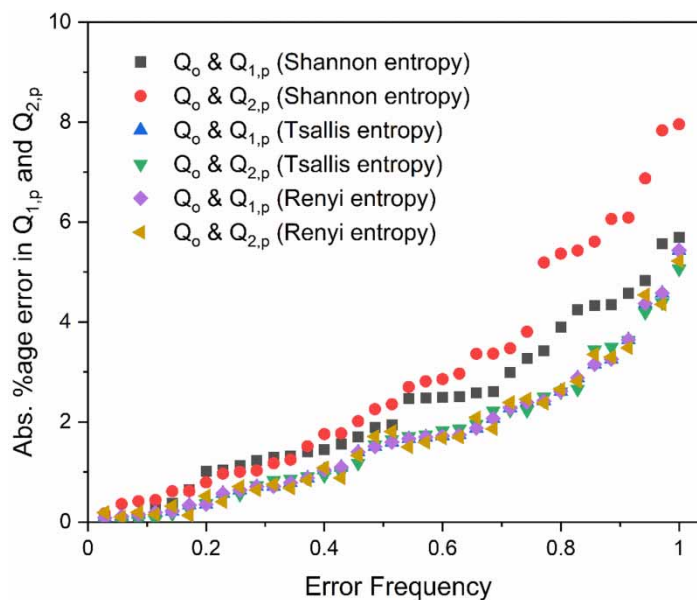 Abs. %age error in Q1,p and Q2,p
10
8
6
4
2
0
Qo & Q1,p (Shannon entropy)
Qo & Q2,p (Shannon entropy)
Qo & Q1,p (Tsallis entropy)
Qo & Q2,p (Tsallis entropy)
Qo & Q1,p (Renyi entropy)
Qo & Q2,p (Renyi entropy)
0 0.2 0.4 0.6 0.8 1
Error Frequency